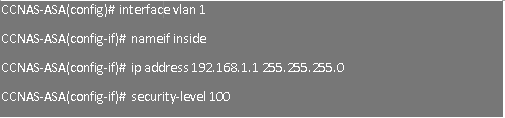 CCNAS-ASA(config)# interface vlan 1
CCNAS-ASA(config-if)# nameif inside
CCNAS-ASA(config-if)# ip address 192.168.1.1 255.255.255.0
CCNAS-ASA(config-if)# security-level 100